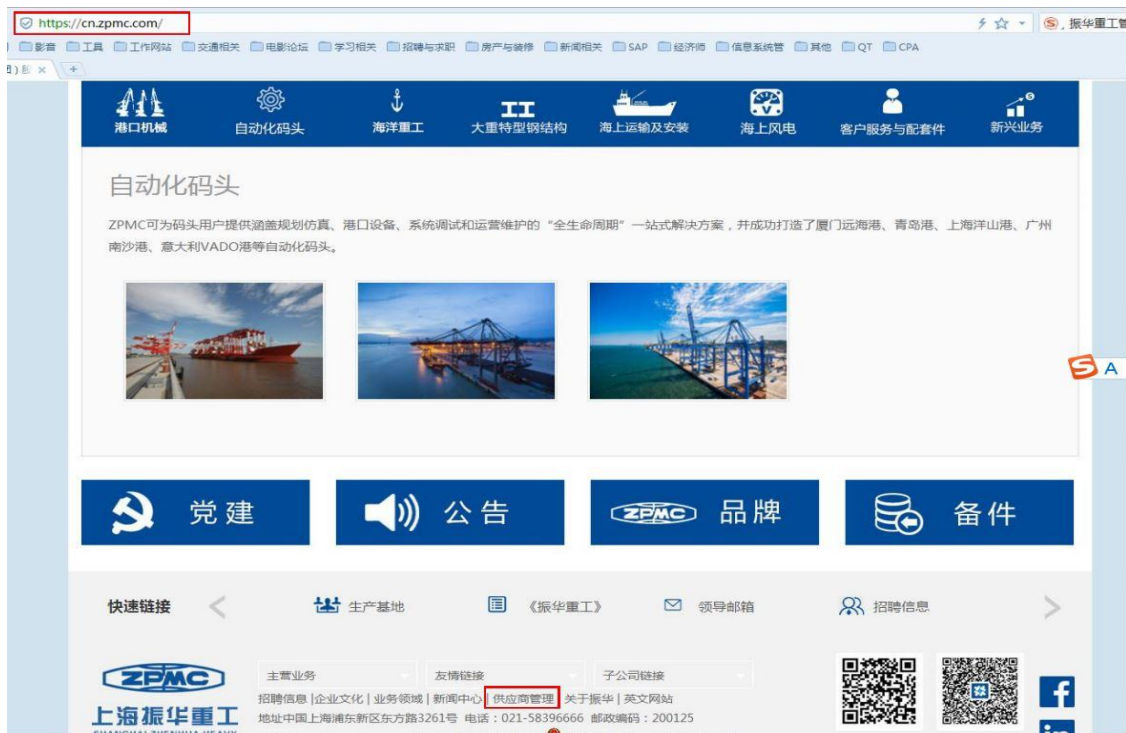 https://cn.zpmc.com/
振华重工管
影音 工具 工作网站 交通相关 电影论坛 学习相关 招聘与求职 房产与装修 新闻相关 SAP 经济师 信息系统管 其他 QT CPA
港口机械 自动化码头 海洋重工 大重特型钢结构 海上运输及安装 海上风电 客户服务与配套件 新兴业务
自动化码头
ZPMC可为码头用户提供涵盖规划仿真、港口设备、系统调试和运营维护的“全生命周期”一站式解决方案，并成功打造了厦门远海港、青岛港、上海洋山港、广州
南沙港、意大利VADO港等自动化码头。
S A
党建 公告 ZPMC 品牌 备件
快速链接 生产基地 《振华重工》 领导邮箱 招聘信息
ZPMC
主营业务 友情链接 子公司链接
招聘信息 |企业文化 | 业务领域 | 新闻中心 | 供应商管理 | 关于振华 | 英文网站
上海振华重工
地址中国上海浦东新区东方路3261号 电话：021-58396666 邮政编码：200125
f
in